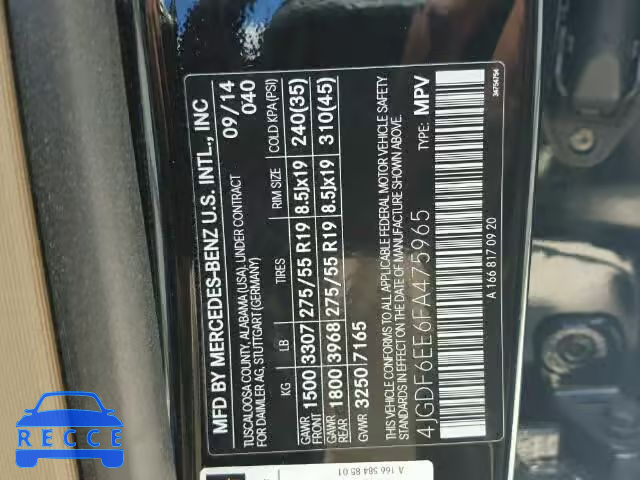 MFD BY MERCEDES-BENZ U.S. INTL., INC
TUSCALOOSA COUNTY, ALABAMA (USA), UNDER CONTRACT 09/14
FOR DAIMLER AG, STUTTGART (GERMANY) 040
KG LB TIRES RIM SIZE COLD KPA (PSI)
GAWR FRONT 1500 3307 275/55 R19 8.5Jx19 240(35)
GAWR REAR 1800 3968 275/55 R19 8.5Jx19 310(45)
GVWR 3250/7165
THIS VEHICLE CONFORMS TO ALL APPLICABLE FEDERAL MOTOR VEHICLE SAFETY
STANDARDS IN EFFECT ON THE DATE OF MANUFACTURE SHOWN ABOVE.
4JGDF6EE6FA475965 TYPE: MPV
A 166 817 09 20
34754754
A 166 584 85 01
RECCE